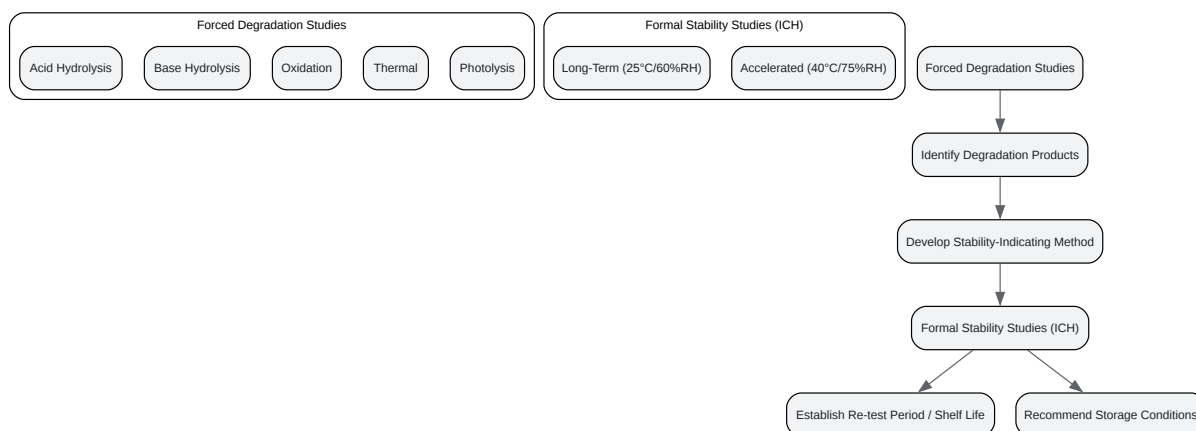 Forced Degradation Studies
Acid Hydrolysis
Base Hydrolysis
Oxidation
Thermal
Photolysis
Formal Stability Studies (ICH)
Long-Term (25°C/60%RH)
Accelerated (40°C/75%RH)
Forced Degradation Studies
Identify Degradation Products
Develop Stability-Indicating Method
Formal Stability Studies (ICH)
Establish Re-test Period / Shelf Life
Recommend Storage Conditions